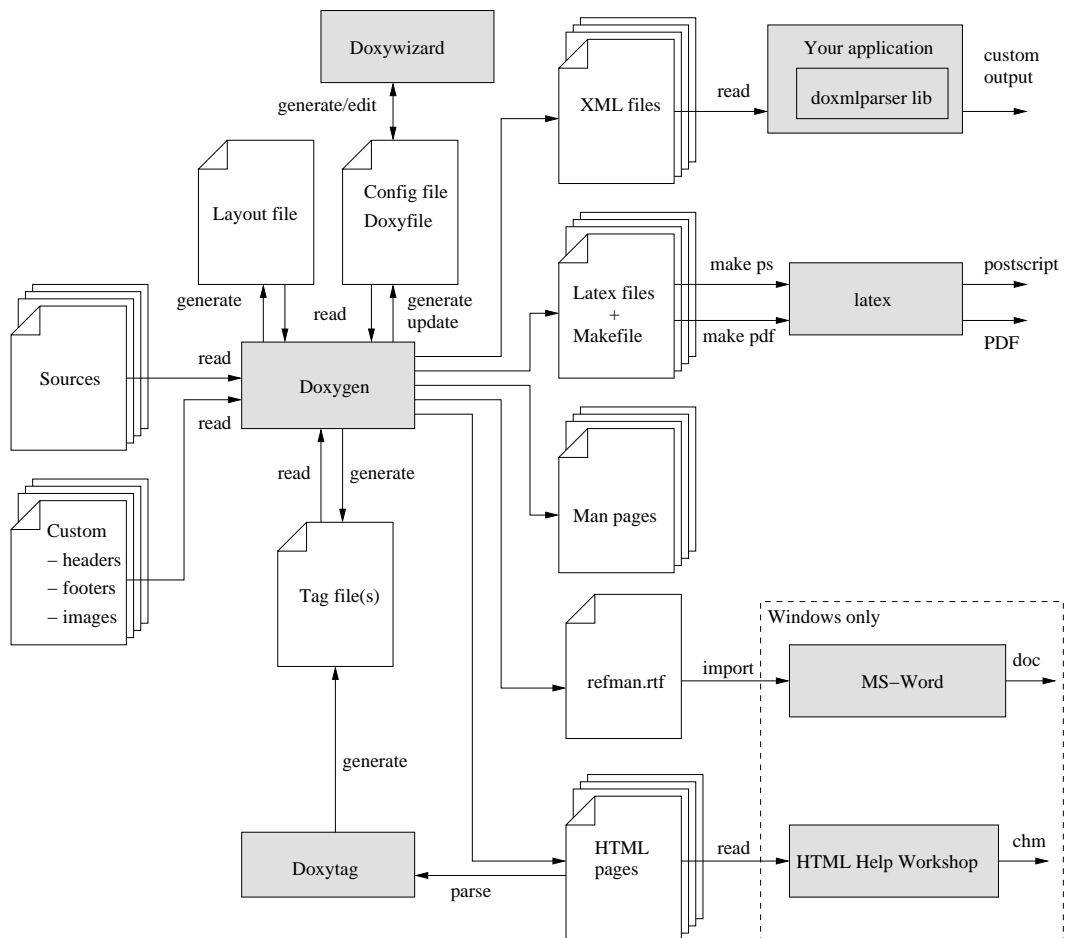 Doxywizard
generate/edit
Layout file
Config file
Doxyfile
generate
read
generate
update
Sources
read
Doxygen
read
Custom
– headers
– footers
– images
read
generate
Tag file(s)
generate
Doxytag
parse
XML files
read
Your application
doxmlparser lib
custom
output
Latex files
+
Makefile
make ps
make pdf
latex
postscript
PDF
Man pages
Windows only
refman.rtf
import
MS–Word
doc
HTML
pages
read
HTML Help Workshop
chm